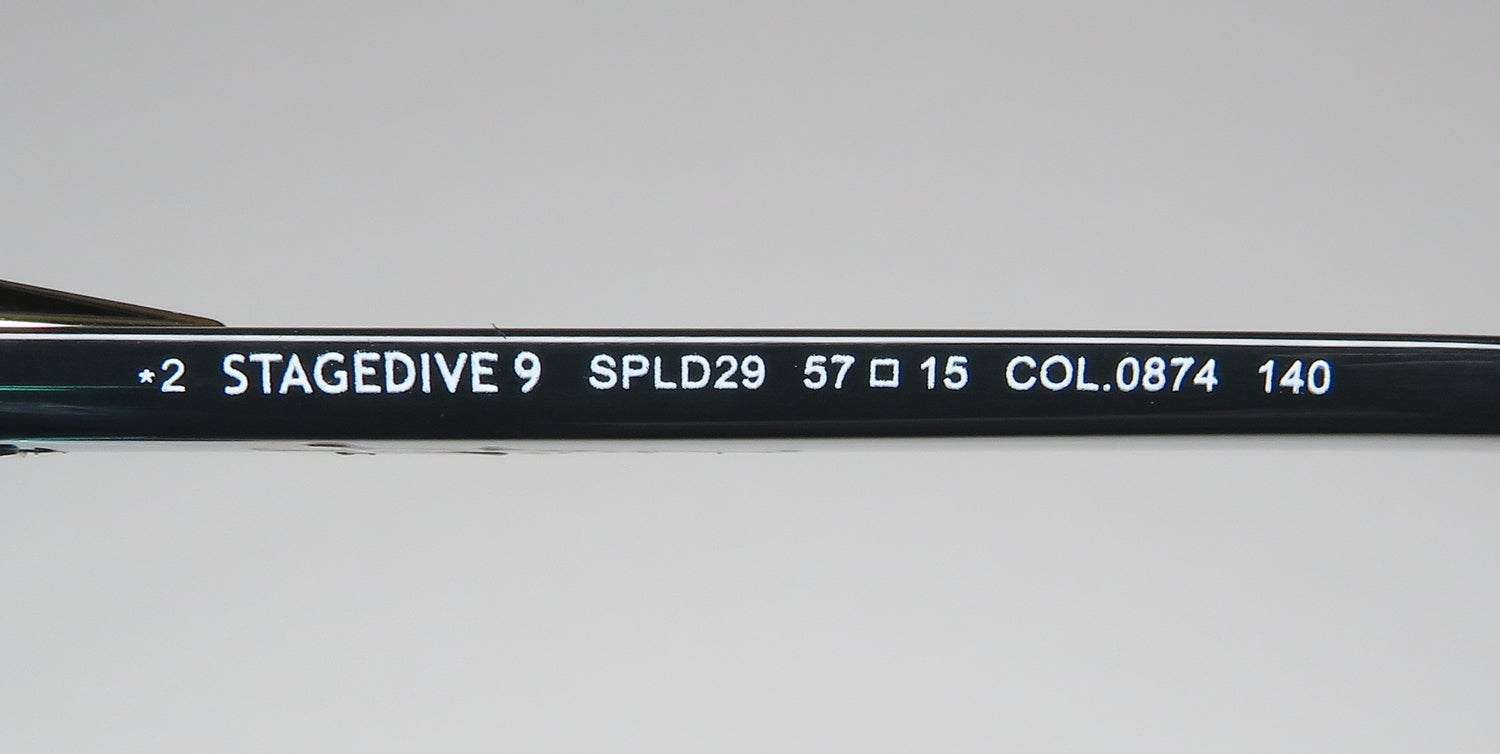 *2 STAGEDIVE 9 SPLD29 57□15 COL.0874 140